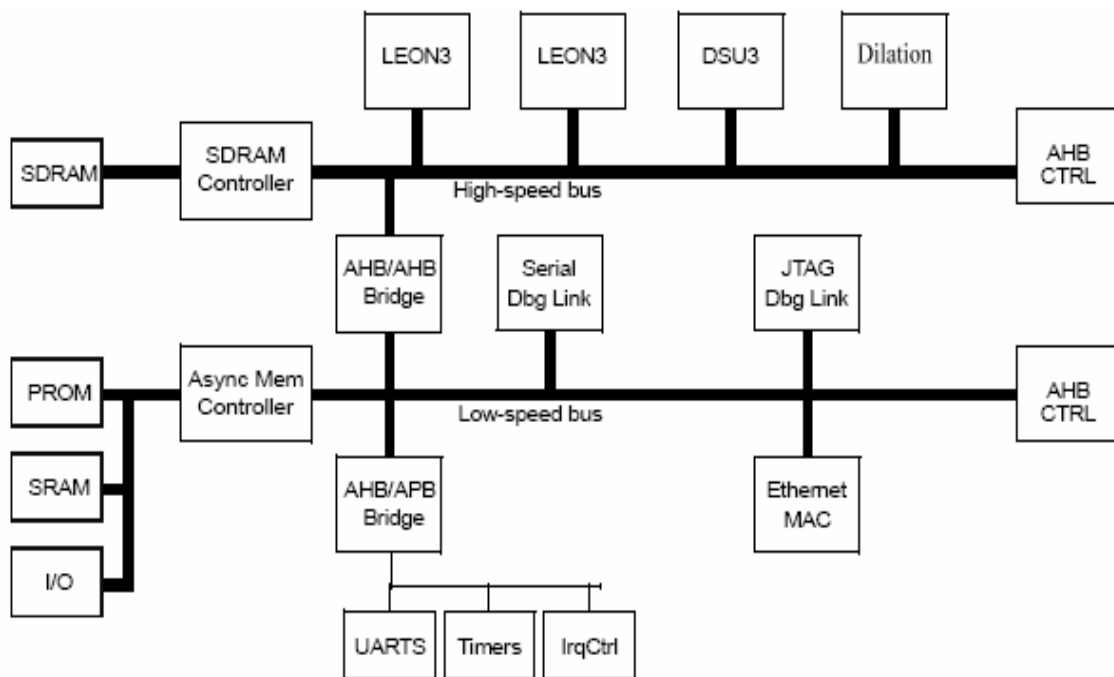 LEON3
LEON3
DSU3
Dilation
SDRAM
SDRAM
Controller
AHB
CTRL
High-speed bus
AHB/AHB
Bridge
Serial
Dbg Link
JTAG
Dbg Link
PROM
Async Mem
Controller
AHB
CTRL
Low-speed bus
SRAM
AHB/APB
Bridge
Ethernet
MAC
I/O
UARTS
Timers
IrqCtrl